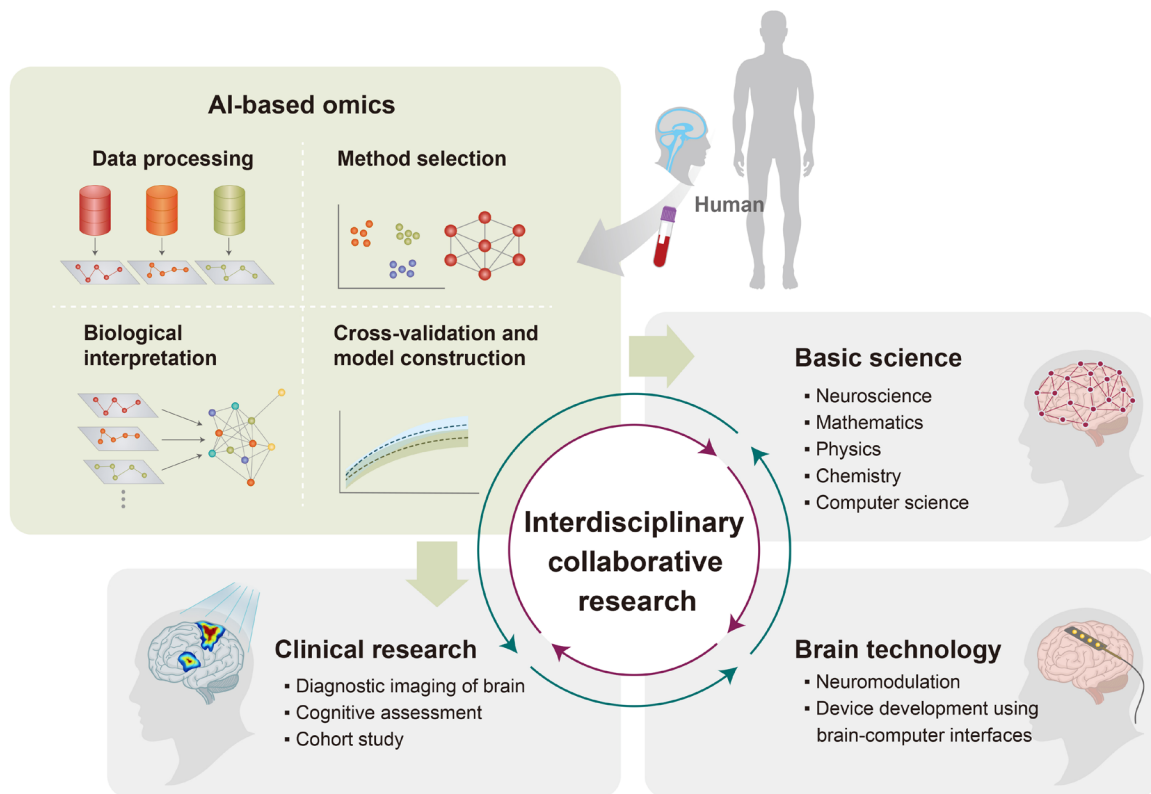 AI-based omics
Data processing
Method selection
Human
Biological
interpretation
Cross-validation and
model construction
Basic science
▪ Neuroscience
▪ Mathematics
▪ Physics
▪ Chemistry
▪ Computer science
Interdisciplinary
collaborative
research
Clinical research
▪ Diagnostic imaging of brain
▪ Cognitive assessment
▪ Cohort study
Brain technology
▪ Neuromodulation
▪ Device development using
brain-computer interfaces